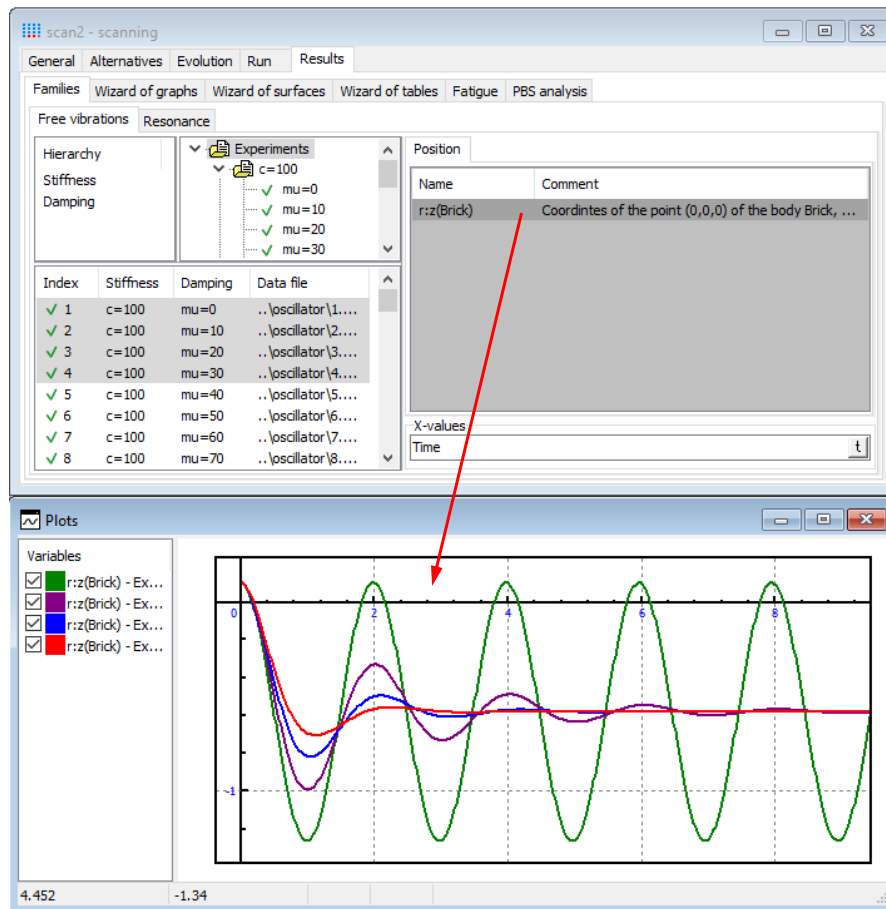 scan2 - scanning
General Alternatives Evolution Run Results
Families Wizard of graphs Wizard of surfaces Wizard of tables Fatigue PBS analysis
Free vibrations Resonance
Hierarchy
Stiffness
Damping
Experiments
c=100
mu=0
mu=10
mu=20
mu=30
Position
Name Comment
r:z(Brick) Coordintes of the point (0,0,0) of the body Brick, ...
Index Stiffness Damping Data file
1 c=100 mu=0 ..\oscillator\1....
2 c=100 mu=10 ..\oscillator\2....
3 c=100 mu=20 ..\oscillator\3....
4 c=100 mu=30 ..\oscillator\4....
5 c=100 mu=40 ..\oscillator\5....
6 c=100 mu=50 ..\oscillator\6....
7 c=100 mu=60 ..\oscillator\7....
8 c=100 mu=70 ..\oscillator\8....
X-values
Time t
Plots
Variables
r:z(Brick) - Ex...
r:z(Brick) - Ex...
r:z(Brick) - Ex...
r:z(Brick) - Ex...
0 2 4 6 8
-1
4.452 -1.34